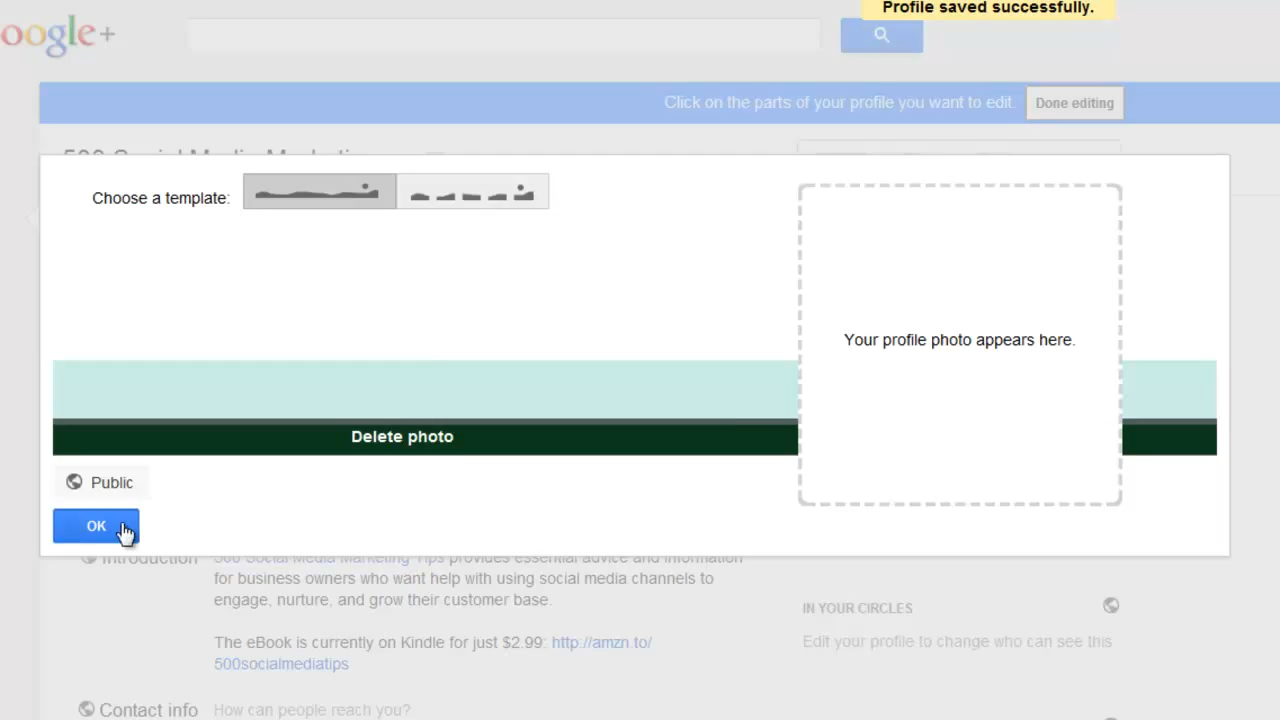 Profile saved successfully.
oogle+
Click on the parts of your profile you want to edit.
Done editing
Choose a template:
Your profile photo appears here.
Delete photo
Public
OK
Introduction
500 Social Media Marketing Tips provides essential advice and information
for business owners who want help with using social media channels to
engage, nurture, and grow their customer base.
The eBook is currently on Kindle for just $2.99: http://amzn.to/
500socialmediatips
IN YOUR CIRCLES
Edit your profile to change who can see this
Contact info
How can people reach you?